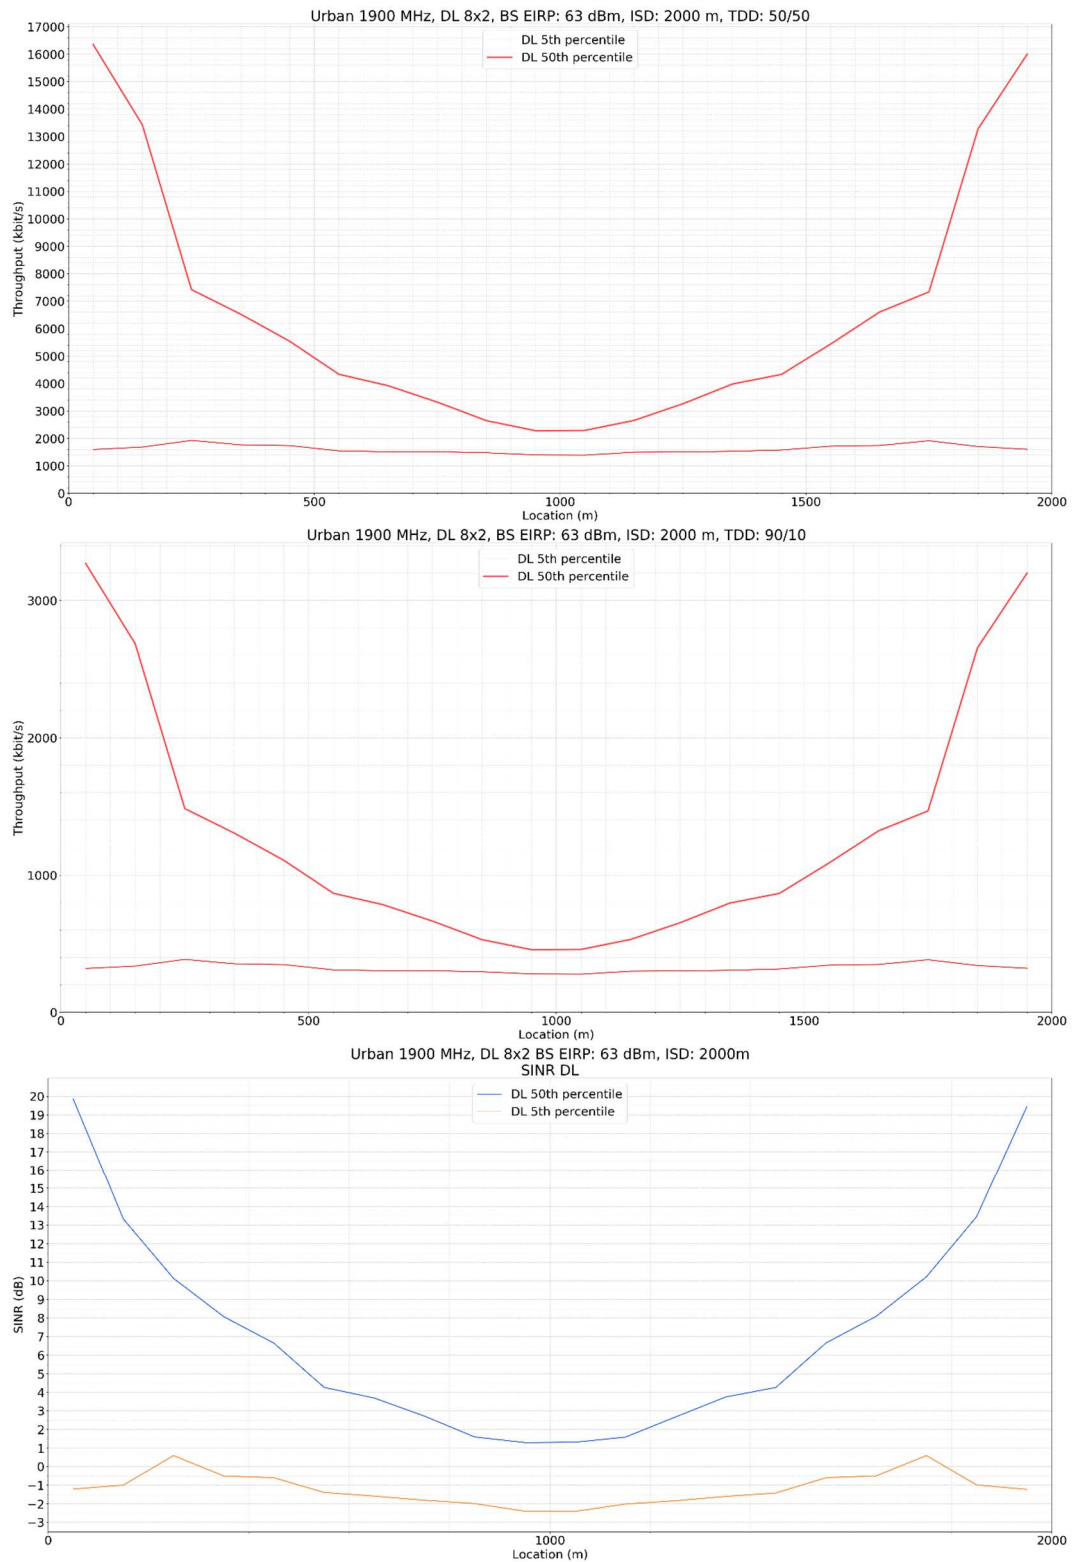 Urban 1900 MHz, DL 8x2, BS EIRP: 63 dBm, ISD: 2000 m, TDD: 50/50
DL 5th percentile
DL 50th percentile
17000
16000
15000
14000
13000
12000
11000
10000
9000
8000
7000
6000
5000
4000
3000
2000
1000
0
Throughput (kbit/s)
0 500 1000 1500 2000
Location (m)
Urban 1900 MHz, DL 8x2, BS EIRP: 63 dBm, ISD: 2000 m, TDD: 90/10
DL 5th percentile
DL 50th percentile
3000
2000
1000
0
Throughput (kbit/s)
0 500 1000 1500 2000
Location (m)
Urban 1900 MHz, DL 8x2 BS EIRP: 63 dBm, ISD: 2000m
SINR DL
DL 50th percentile
DL 5th percentile
20
19
18
17
16
15
14
13
12
11
10
9
8
7
6
5
4
3
2
1
0
−1
−2
−3
SINR (dB)
0 1000 2000
Location (m)